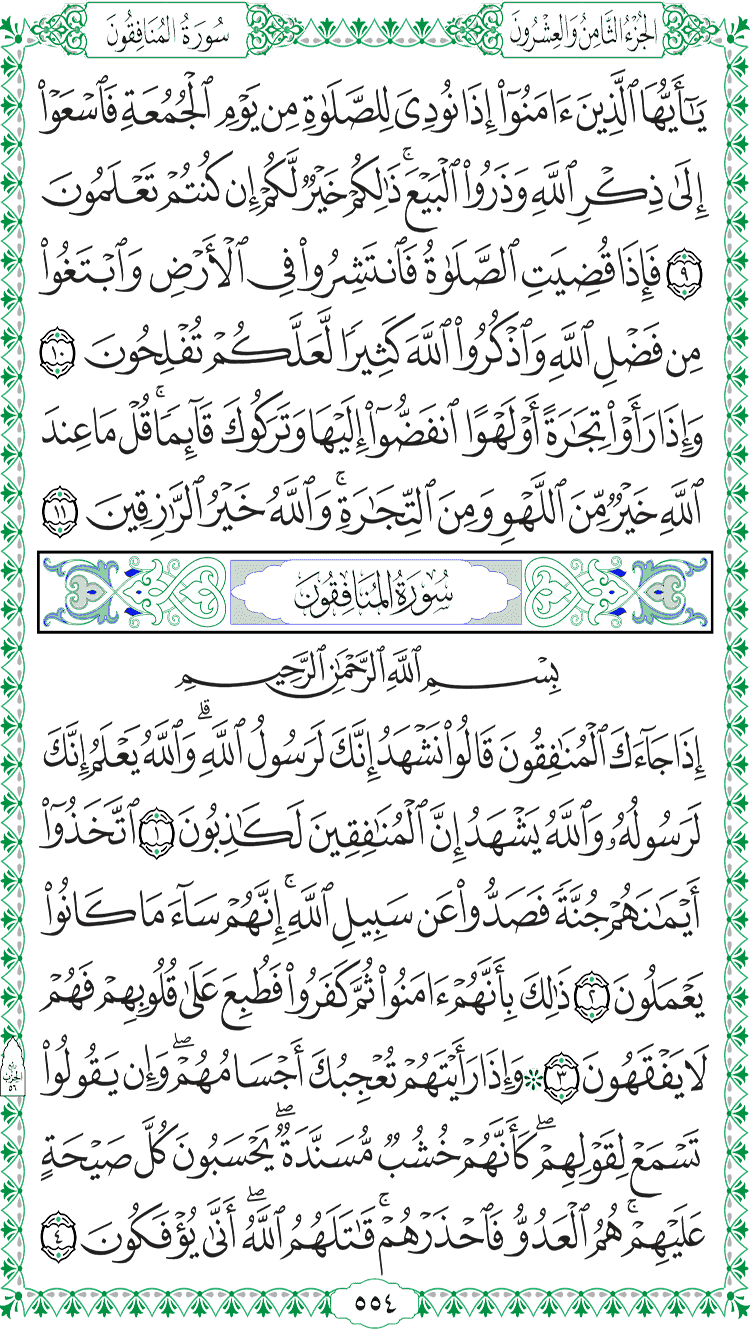 الجُزْءُ الثَّامِنُ وَالعِشْرُونَ
سُورَةُ المُنَافِقُونَ
يَـٰٓأَيُّهَا ٱلَّذِينَ ءَامَنُوٓا۟ إِذَا نُودِىَ لِلصَّلَوٰةِ مِن يَوْمِ ٱلْجُمُعَةِ فَٱسْعَوْا۟
إِلَىٰ ذِكْرِ ٱللَّهِ وَذَرُوا۟ ٱلْبَيْعَ ۚ ذَٰلِكُمْ خَيْرٌ لَّكُمْ إِن كُنتُمْ تَعْلَمُونَ
٩ فَإِذَا قُضِيَتِ ٱلصَّلَوٰةُ فَٱنتَشِرُوا۟ فِى ٱلْأَرْضِ وَٱبْتَغُوا۟
مِن فَضْلِ ٱللَّهِ وَٱذْكُرُوا۟ ٱللَّهَ كَثِيرًا لَّعَلَّكُمْ تُفْلِحُونَ ١٠
وَإِذَا رَأَوْا۟ تِجَـٰرَةً أَوْ لَهْوًا ٱنفَضُّوٓا۟ إِلَيْهَا وَتَرَكُوكَ قَآئِمًا ۚ قُلْ مَا عِندَ
ٱللَّهِ خَيْرٌ مِّنَ ٱللَّهْوِ وَمِنَ ٱلتِّجَـٰرَةِ ۚ وَٱللَّهُ خَيْرُ ٱلرَّٰزِقِينَ ١١
سُورَةُ المُنَافِقُونَ
بِسْمِ ٱللَّهِ ٱلرَّحْمَـٰنِ ٱلرَّحِيمِ
إِذَا جَآءَكَ ٱلْمُنَـٰفِقُونَ قَالُوا۟ نَشْهَدُ إِنَّكَ لَرَسُولُ ٱللَّهِ ۗ وَٱللَّهُ يَعْلَمُ إِنَّكَ
لَرَسُولُهُۥ وَٱللَّهُ يَشْهَدُ إِنَّ ٱلْمُنَـٰفِقِينَ لَكَـٰذِبُونَ ١ ٱتَّخَذُوٓا۟
أَيْمَـٰنَهُمْ جُنَّةً فَصَدُّوا۟ عَن سَبِيلِ ٱللَّهِ ۚ إِنَّهُمْ سَآءَ مَا كَانُوا۟
يَعْمَلُونَ ٢ ذَٰلِكَ بِأَنَّهُمْ ءَامَنُوا۟ ثُمَّ كَفَرُوا۟ فَطُبِعَ عَلَىٰ قُلُوبِهِمْ فَهُمْ
لَا يَفْقَهُونَ ٣ ۞ وَإِذَا رَأَيْتَهُمْ تُعْجِبُكَ أَجْسَامُهُمْ ۖ وَإِن يَقُولُوا۟
الحزب ٥٦
تَسْمَعْ لِقَوْلِهِمْ ۖ كَأَنَّهُمْ خُشُبٌ مُّسَنَّدَةٌ ۖ يَحْسَبُونَ كُلَّ صَيْحَةٍ
عَلَيْهِمْ ۚ هُمُ ٱلْعَدُوُّ فَٱحْذَرْهُمْ ۚ قَـٰتَلَهُمُ ٱللَّهُ ۖ أَنَّىٰ يُؤْفَكُونَ ٤
٥٥٤